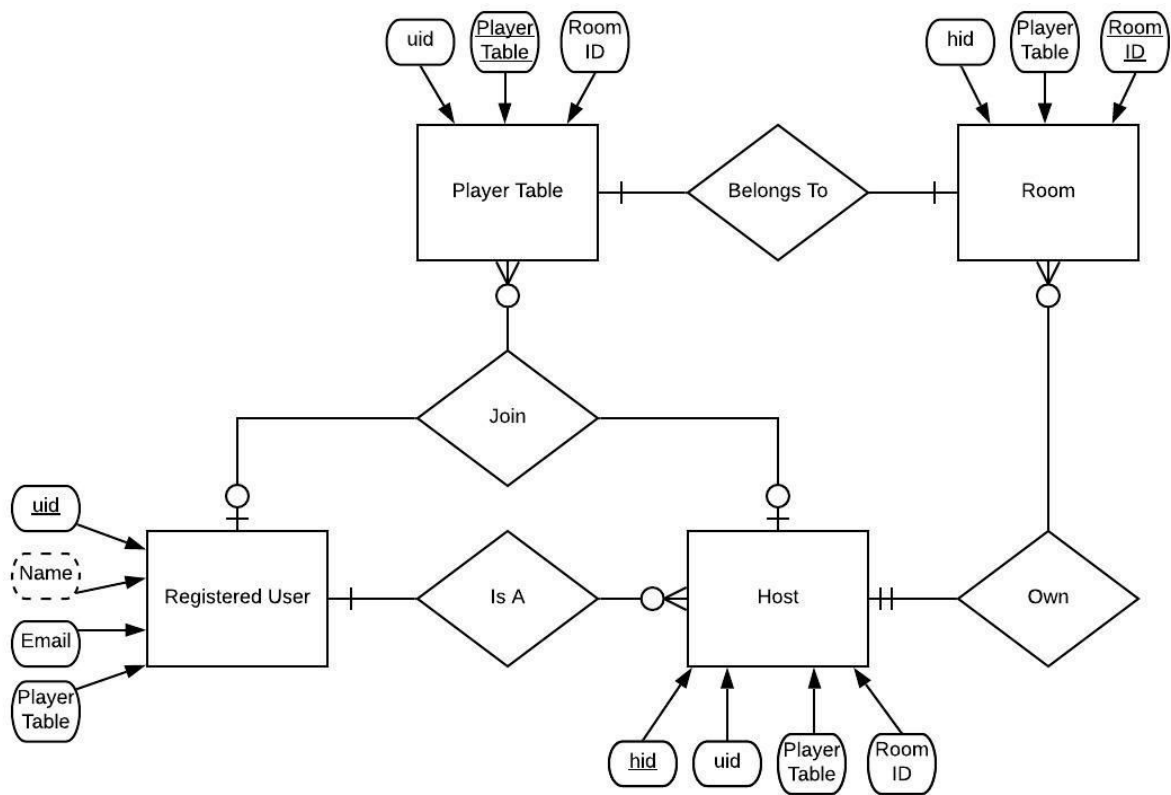 uid
Player
Table
Room
ID
hid
Player
Table
Room
ID
Player Table
Belongs To
Room
Join
uid
Name
Email
Player
Table
Registered User
Is A
Host
Own
hid
uid
Player
Table
Room
ID